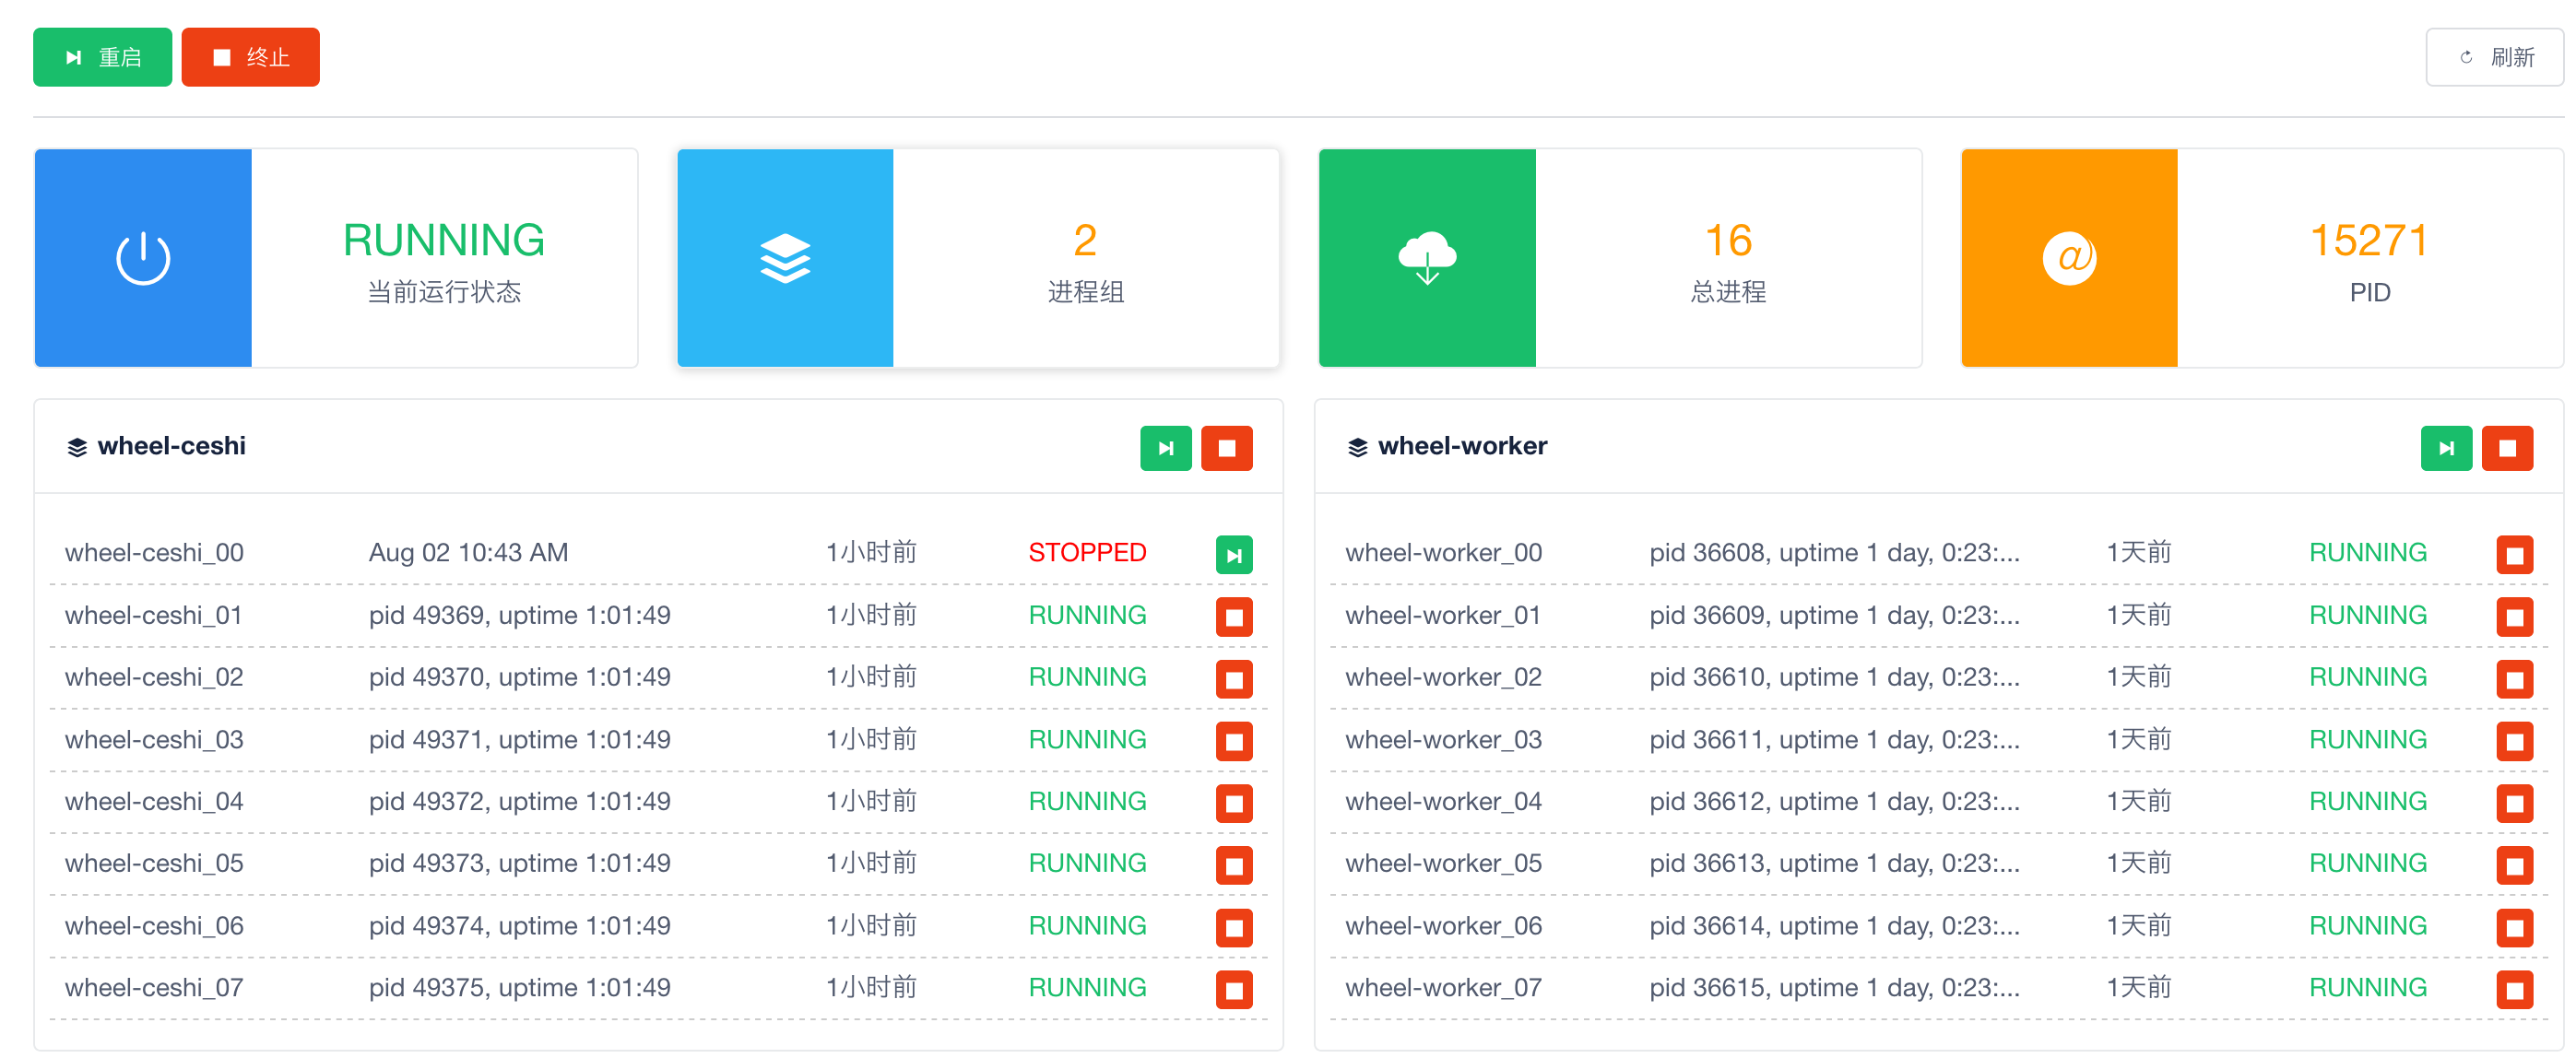 重启 终止 刷新
RUNNING
当前运行状态
2
进程组
16
总进程
15271
PID
wheel-ceshi
wheel-ceshi_00 Aug 02 10:43 AM 1小时前 STOPPED
wheel-ceshi_01 pid 49369, uptime 1:01:49 1小时前 RUNNING
wheel-ceshi_02 pid 49370, uptime 1:01:49 1小时前 RUNNING
wheel-ceshi_03 pid 49371, uptime 1:01:49 1小时前 RUNNING
wheel-ceshi_04 pid 49372, uptime 1:01:49 1小时前 RUNNING
wheel-ceshi_05 pid 49373, uptime 1:01:49 1小时前 RUNNING
wheel-ceshi_06 pid 49374, uptime 1:01:49 1小时前 RUNNING
wheel-ceshi_07 pid 49375, uptime 1:01:49 1小时前 RUNNING
wheel-worker
wheel-worker_00 pid 36608, uptime 1 day, 0:23:... 1天前 RUNNING
wheel-worker_01 pid 36609, uptime 1 day, 0:23:... 1天前 RUNNING
wheel-worker_02 pid 36610, uptime 1 day, 0:23:... 1天前 RUNNING
wheel-worker_03 pid 36611, uptime 1 day, 0:23:... 1天前 RUNNING
wheel-worker_04 pid 36612, uptime 1 day, 0:23:... 1天前 RUNNING
wheel-worker_05 pid 36613, uptime 1 day, 0:23:... 1天前 RUNNING
wheel-worker_06 pid 36614, uptime 1 day, 0:23:... 1天前 RUNNING
wheel-worker_07 pid 36615, uptime 1 day, 0:23:... 1天前 RUNNING